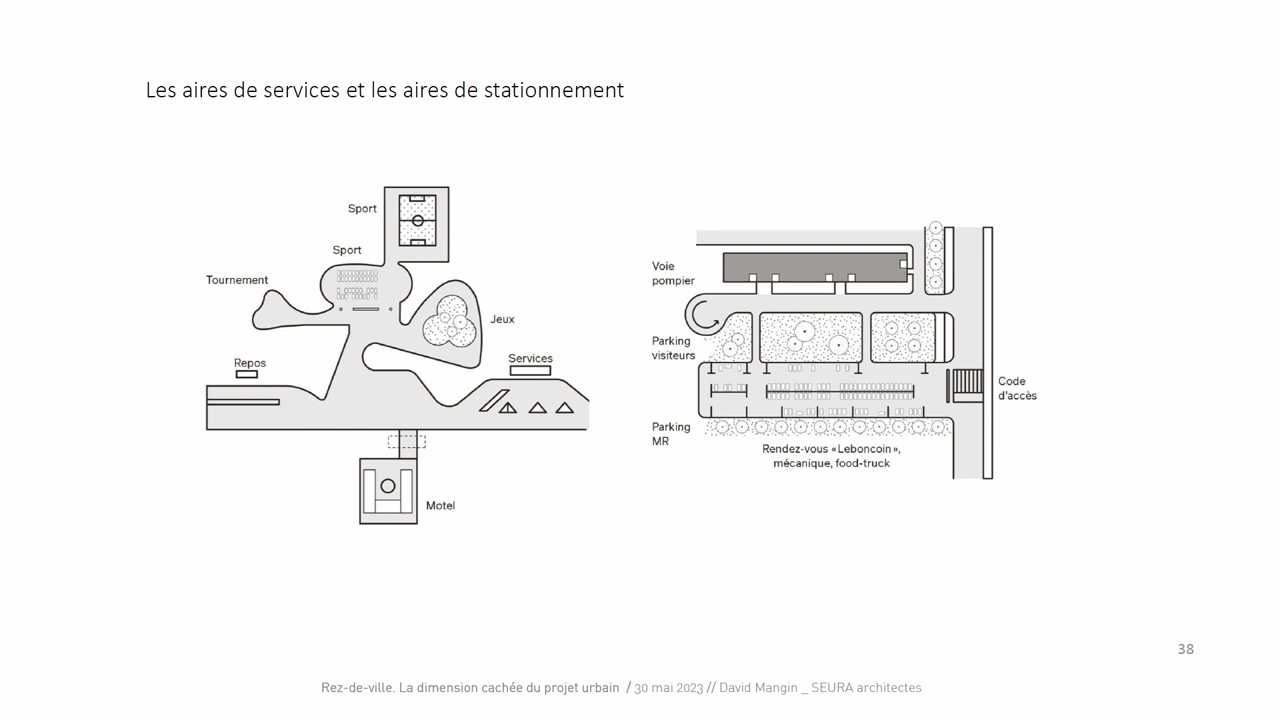 Les aires de services et les aires de stationnement
Sport
Sport
Tournement
Jeux
Repos
Services
Motel
Voie
pompier
Parking
visiteurs
Code
d'accès
Parking
MR
Rendez-vous «Leboncoin»,
mécanique, food-truck
38
Rez-de-ville. La dimension cachée du projet urbain / 30 mai 2023 // David Mangin _ SEURA architectes